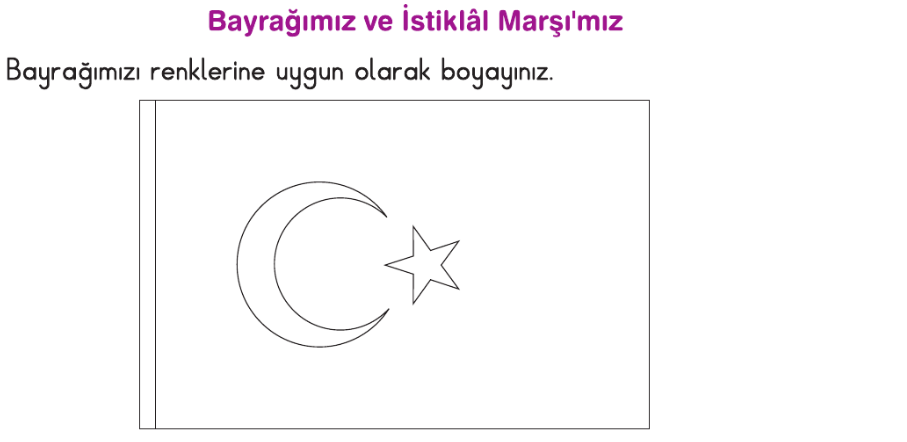 Bayrağımız ve İstiklâl Marşı'mız
Bayrağımızı renklerine uygun olarak boyayınız.